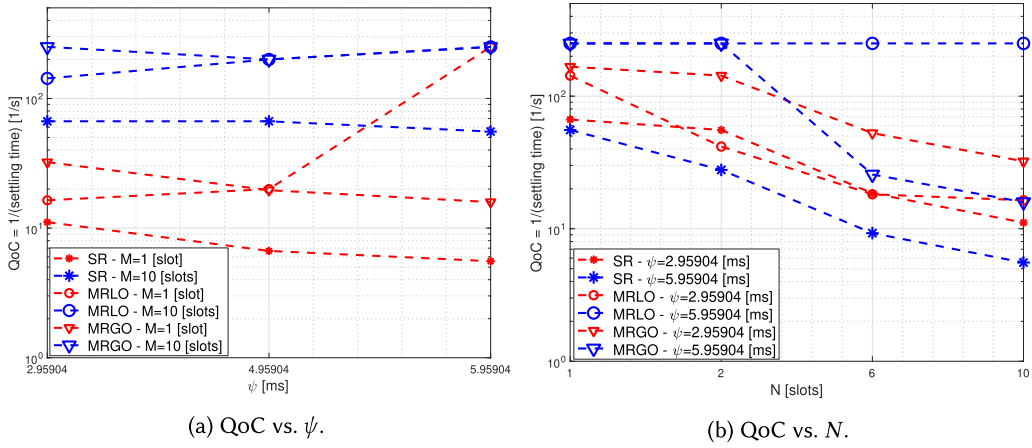 QoC = 1/(settling time) [1/s]
10^2
10^1
10^0
SR - M=1 [slot]
SR - M=10 [slots]
MRLO - M=1 [slot]
MRLO - M=10 [slots]
MRGO - M=1 [slot]
MRGO - M=10 [slots]
2.95904 4.95904 5.95904
ψ [ms]
(a) QoC vs. ψ.
QoC = 1/(settling time) [1/s]
10^2
10^1
10^0
SR - ψ=2.95904 [ms]
SR - ψ=5.95904 [ms]
MRLO - ψ=2.95904 [ms]
MRLO - ψ=5.95904 [ms]
MRGO - ψ=2.95904 [ms]
MRGO - ψ=5.95904 [ms]
1 2 6 10
N [slots]
(b) QoC vs. N.